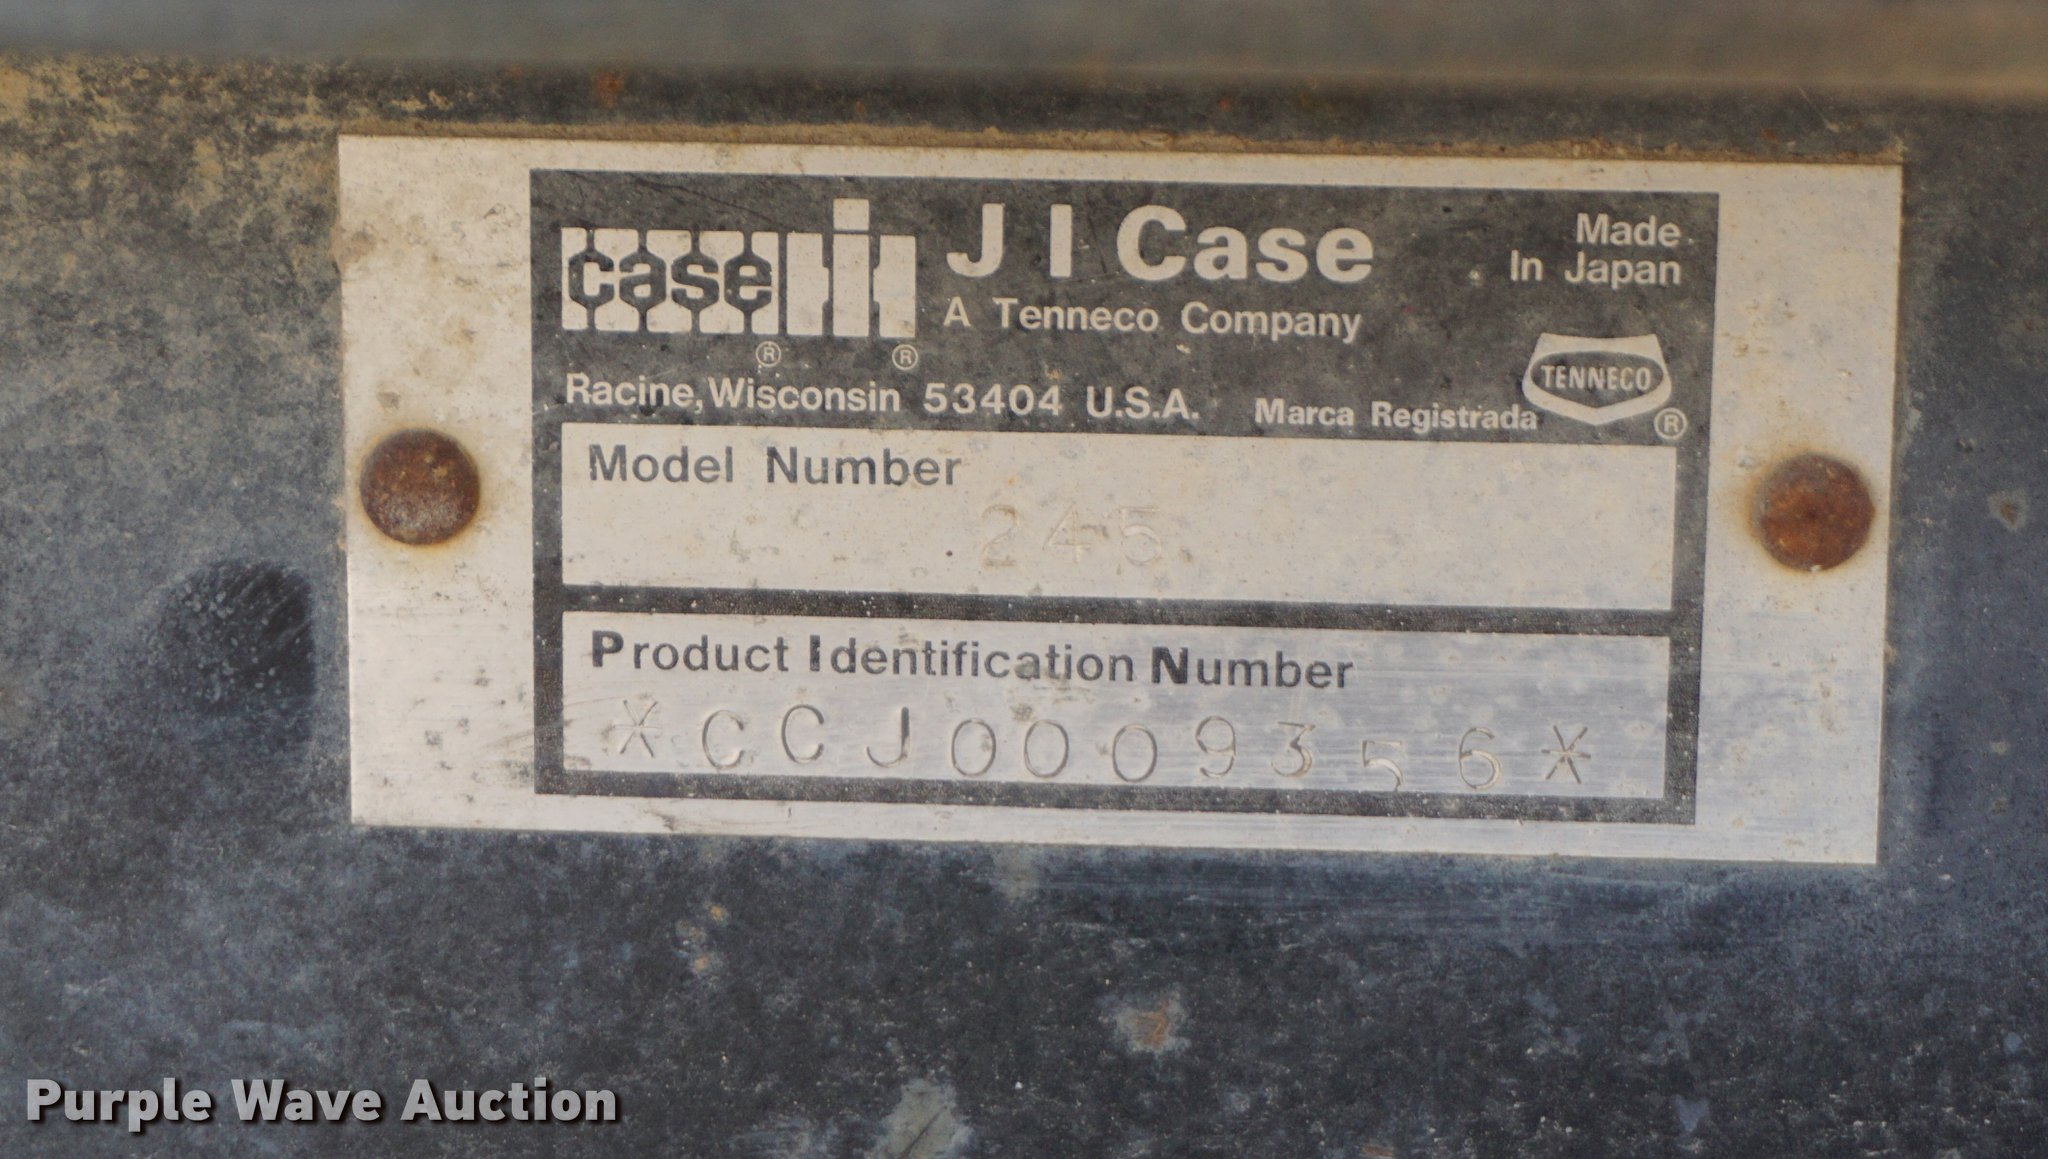 case IH J I Case
® ®
A Tenneco Company
Made
In Japan
TENNECO ®
Racine, Wisconsin 53404 U.S.A. Marca Registrada
Model Number
245
Product Identification Number
*CCJ0009356*
Purple Wave Auction